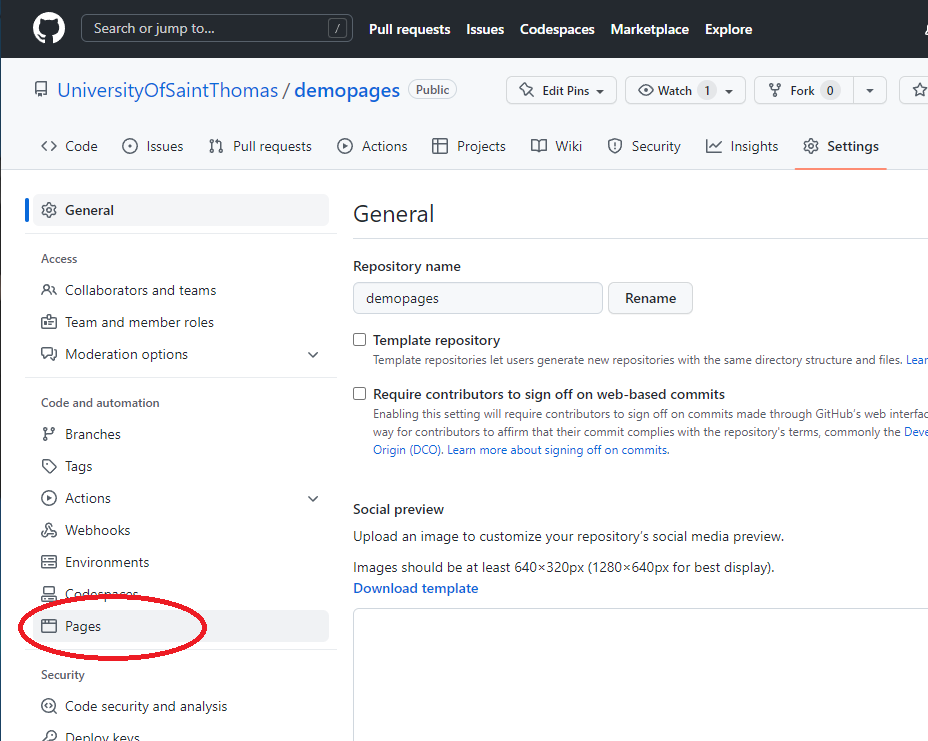 Search or jump to... / Pull requests Issues Codespaces Marketplace Explore
UniversityOfSaintThomas / demopages Public Edit Pins Watch 1 Fork 0
Code Issues Pull requests Actions Projects Wiki Security Insights Settings
General
Access
Collaborators and teams
Team and member roles
Moderation options
Code and automation
Branches
Tags
Actions
Webhooks
Environments
Codespaces
Pages
Security
Code security and analysis
Deploy keys
General
Repository name
demopages Rename
Template repository
Template repositories let users generate new repositories with the same directory structure and files. Lear
Require contributors to sign off on web-based commits
Enabling this setting will require contributors to sign off on commits made through GitHub's web interfac
way for contributors to affirm that their commit complies with the repository's terms, commonly the Deve
Origin (DCO). Learn more about signing off on commits.
Social preview
Upload an image to customize your repository's social media preview.
Images should be at least 640×320px (1280×640px for best display).
Download template